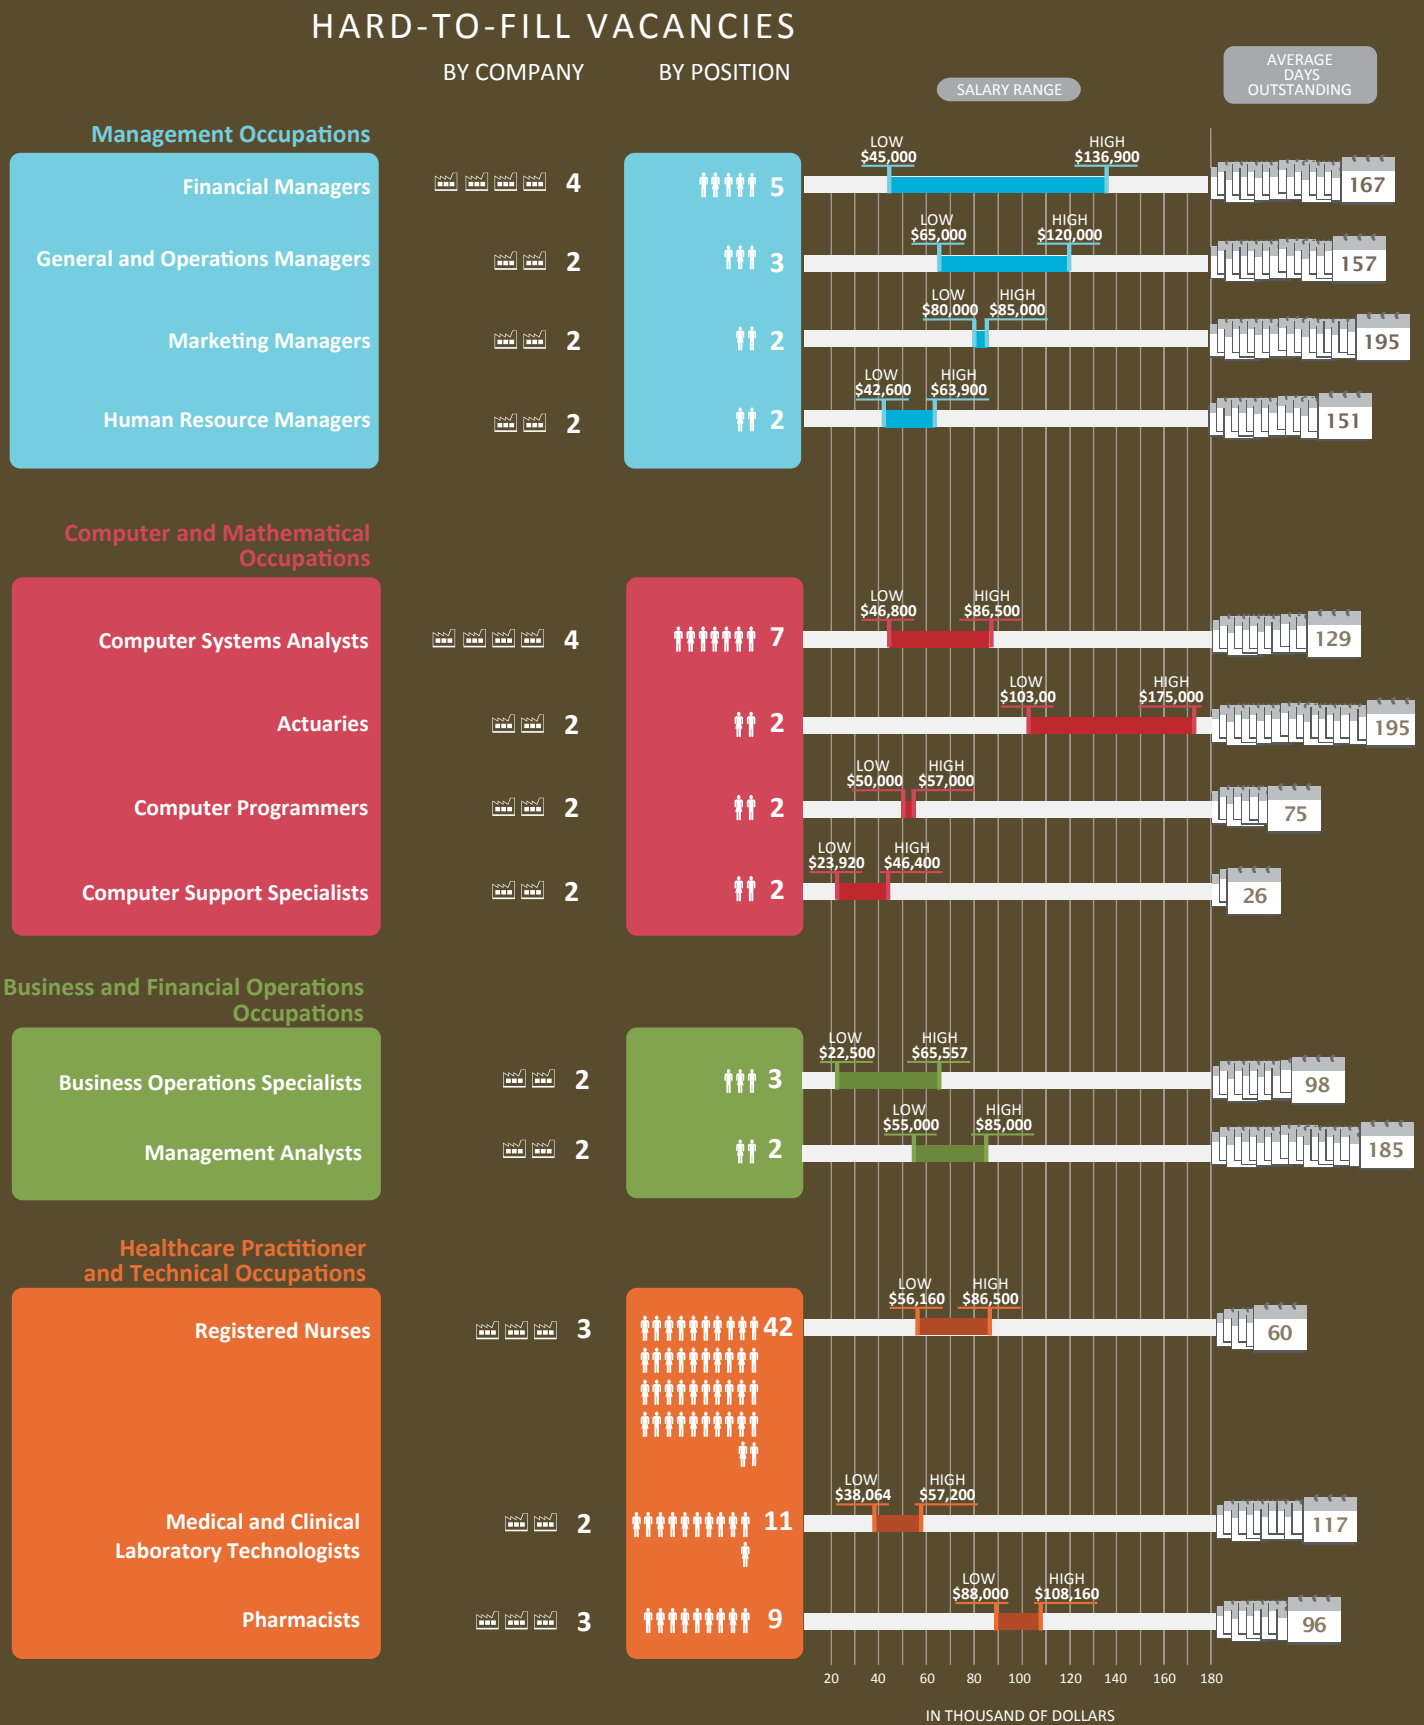 HARD-TO-FILL VACANCIES
BY COMPANY BY POSITION
SALARY RANGE
AVERAGE
DAYS
OUTSTANDING
Management Occupations
LOW HIGH
$45,000 $136,900
Financial Managers 4 5 167
LOW HIGH
$65,000 $120,000
General and Operations Managers 2 3 157
LOW HIGH
$80,000 $85,000
Marketing Managers 2 2 195
LOW HIGH
$42,600 $63,900
Human Resource Managers 2 2 151
Computer and Mathematical
Occupations
LOW HIGH
$46,800 $86,500
Computer Systems Analysts 4 7 129
LOW HIGH
$103,00 $175,000
Actuaries 2 2 195
LOW HIGH
$50,000 $57,000
Computer Programmers 2 2 75
LOW HIGH
$23,920 $46,400
Computer Support Specialists 2 2 26
Business and Financial Operations
Occupations
LOW HIGH
$22,500 $65,557
Business Operations Specialists 2 3 98
LOW HIGH
$55,000 $85,000
Management Analysts 2 2 185
Healthcare Practitioner
and Technical Occupations
LOW HIGH
$56,160 $86,500
Registered Nurses 3 42 60
LOW HIGH
$38,064 $57,200
Medical and Clinical
Laboratory Technologists 2 11 117
LOW HIGH
$88,000 $108,160
Pharmacists 3 9 96
20 40 60 80 100 120 140 160 180
IN THOUSAND OF DOLLARS